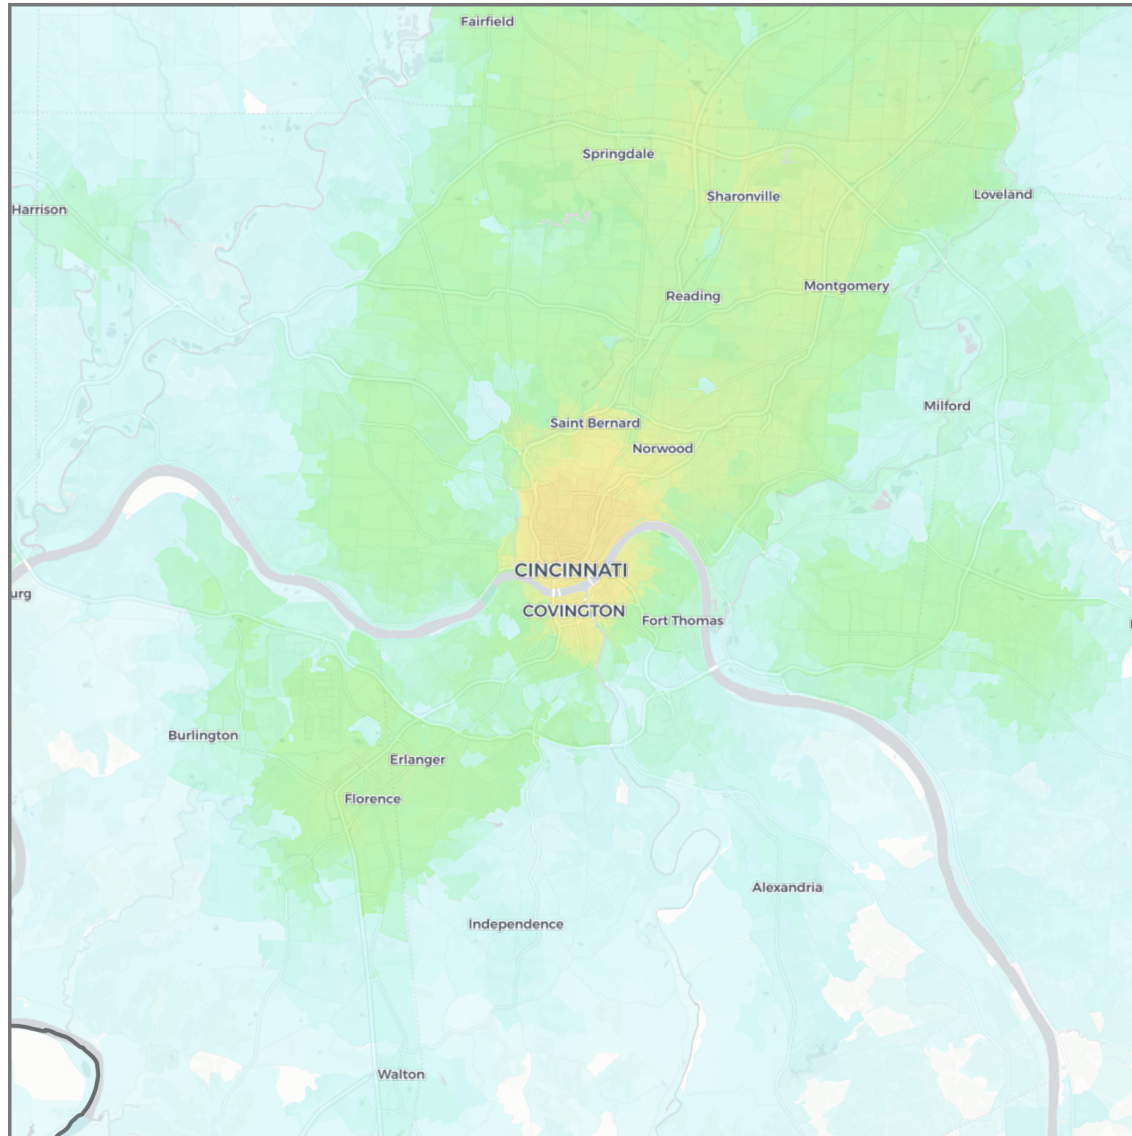 Fairfield
Springdale
Sharonville
Loveland
Harrison
Montgomery
Reading
Milford
Saint Bernard
Norwood
CINCINNATI
urg
COVINGTON
Fort Thomas
Burlington
Erlanger
Florence
Alexandria
Independence
Walton